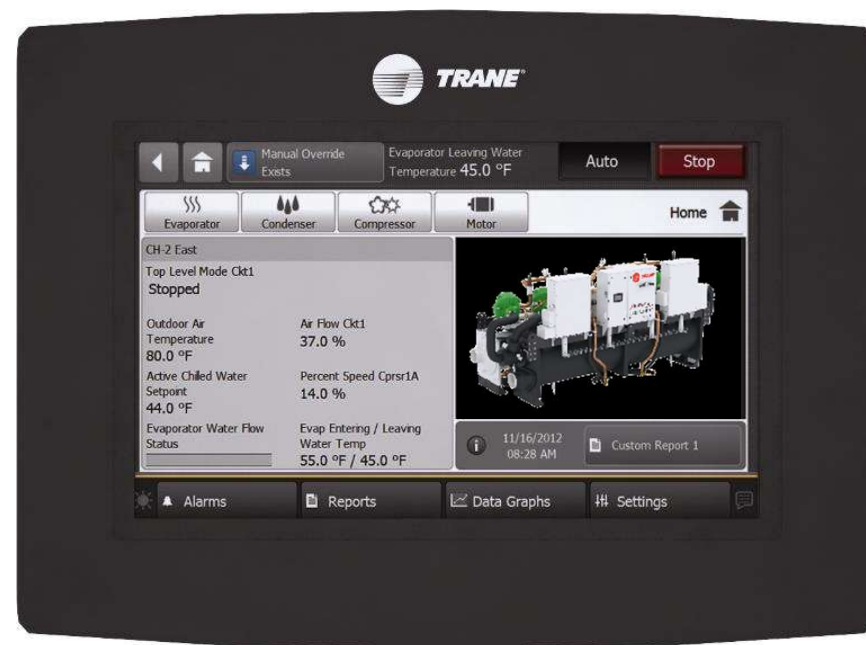 TRANE
Manual Override
Exists
Evaporator Leaving Water
Temperature 45.0 °F
Auto
Stop
Evaporator
Condenser
Compressor
Motor
Home
CH-2 East
Top Level Mode Ckt1
Stopped
Outdoor Air
Temperature
80.0 °F
Air Flow Ckt1
37.0 %
Active Chilled Water
Setpoint
44.0 °F
Percent Speed Cprsr1A
14.0 %
Evaporator Water Flow
Status
Evap Entering / Leaving
Water Temp
55.0 °F / 45.0 °F
TRANE
11/16/2012
08:28 AM
Custom Report 1
Alarms
Reports
Data Graphs
Settings